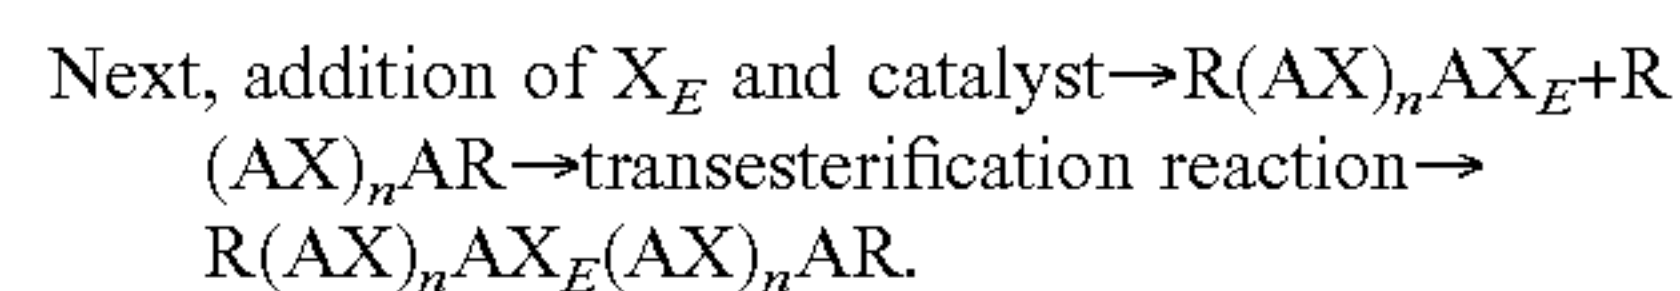 Next, addition of X_E and catalyst→R(AX)_nAX_E+R
(AX)_nAR→transesterification reaction→
R(AX)_nAX_E(AX)_nAR.